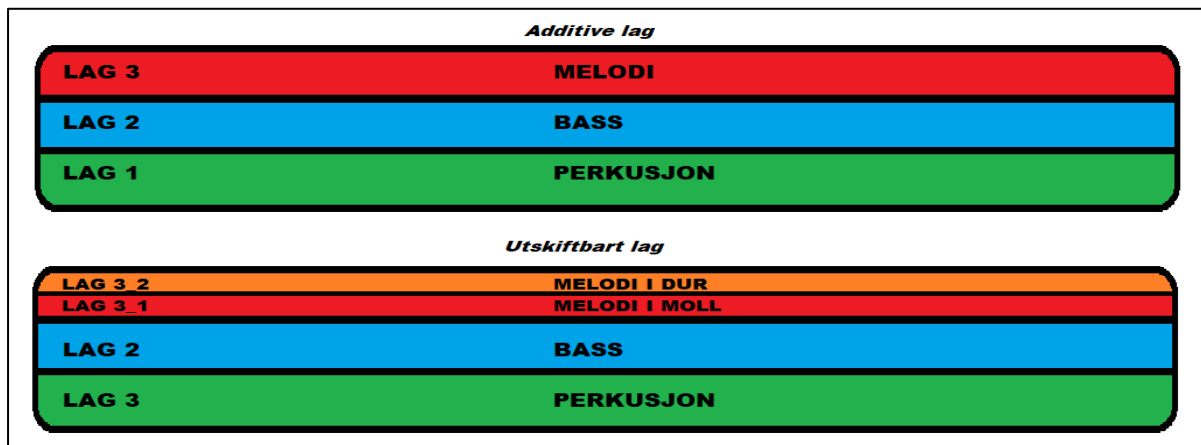 Additive lag
LAG 3 MELODI
LAG 2 BASS
LAG 1 PERKUSJON
Utskiftbart lag
LAG 3_2 MELODI I DUR
LAG 3_1 MELODI I MOLL
LAG 2 BASS
LAG 3 PERKUSJON